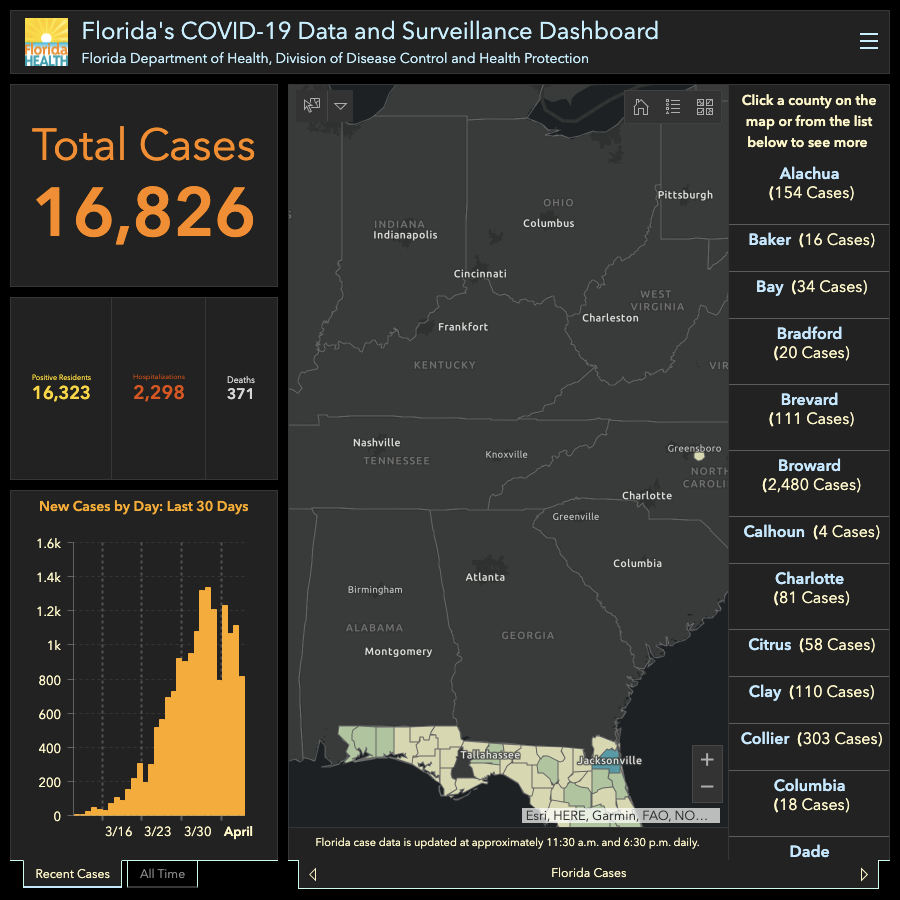 Florida HEALTH
Florida's COVID-19 Data and Surveillance Dashboard
Florida Department of Health, Division of Disease Control and Health Protection
Total Cases
16,826
Positive Residents
16,323
Hospitalizations
2,298
Deaths
371
New Cases by Day: Last 30 Days
1.6k
1.4k
1.2k
1k
800
600
400
200
0
3/16
3/23
3/30
April
Recent Cases
All Time
Pittsburgh
OHIO
Columbus
INDIANA
Indianapolis
Cincinnati
WEST
VIRGINIA
Charleston
Frankfort
KENTUCKY
VIR
Nashville
TENNESSEE
Knoxville
Greensboro
NORTH
CAROLI
Charlotte
Greenville
Columbia
Atlanta
Birmingham
ALABAMA
GEORGIA
Montgomery
Tallahassee
Jacksonville
+
−
Esri, HERE, Garmin, FAO, NO...
Florida case data is updated at approximately 11:30 a.m. and 6:30 p.m. daily.
Florida Cases
Click a county on the
map or from the list
below to see more
Alachua
(154 Cases)
Baker (16 Cases)
Bay (34 Cases)
Bradford
(20 Cases)
Brevard
(111 Cases)
Broward
(2,480 Cases)
Calhoun (4 Cases)
Charlotte
(81 Cases)
Citrus (58 Cases)
Clay (110 Cases)
Collier (303 Cases)
Columbia
(18 Cases)
Dade